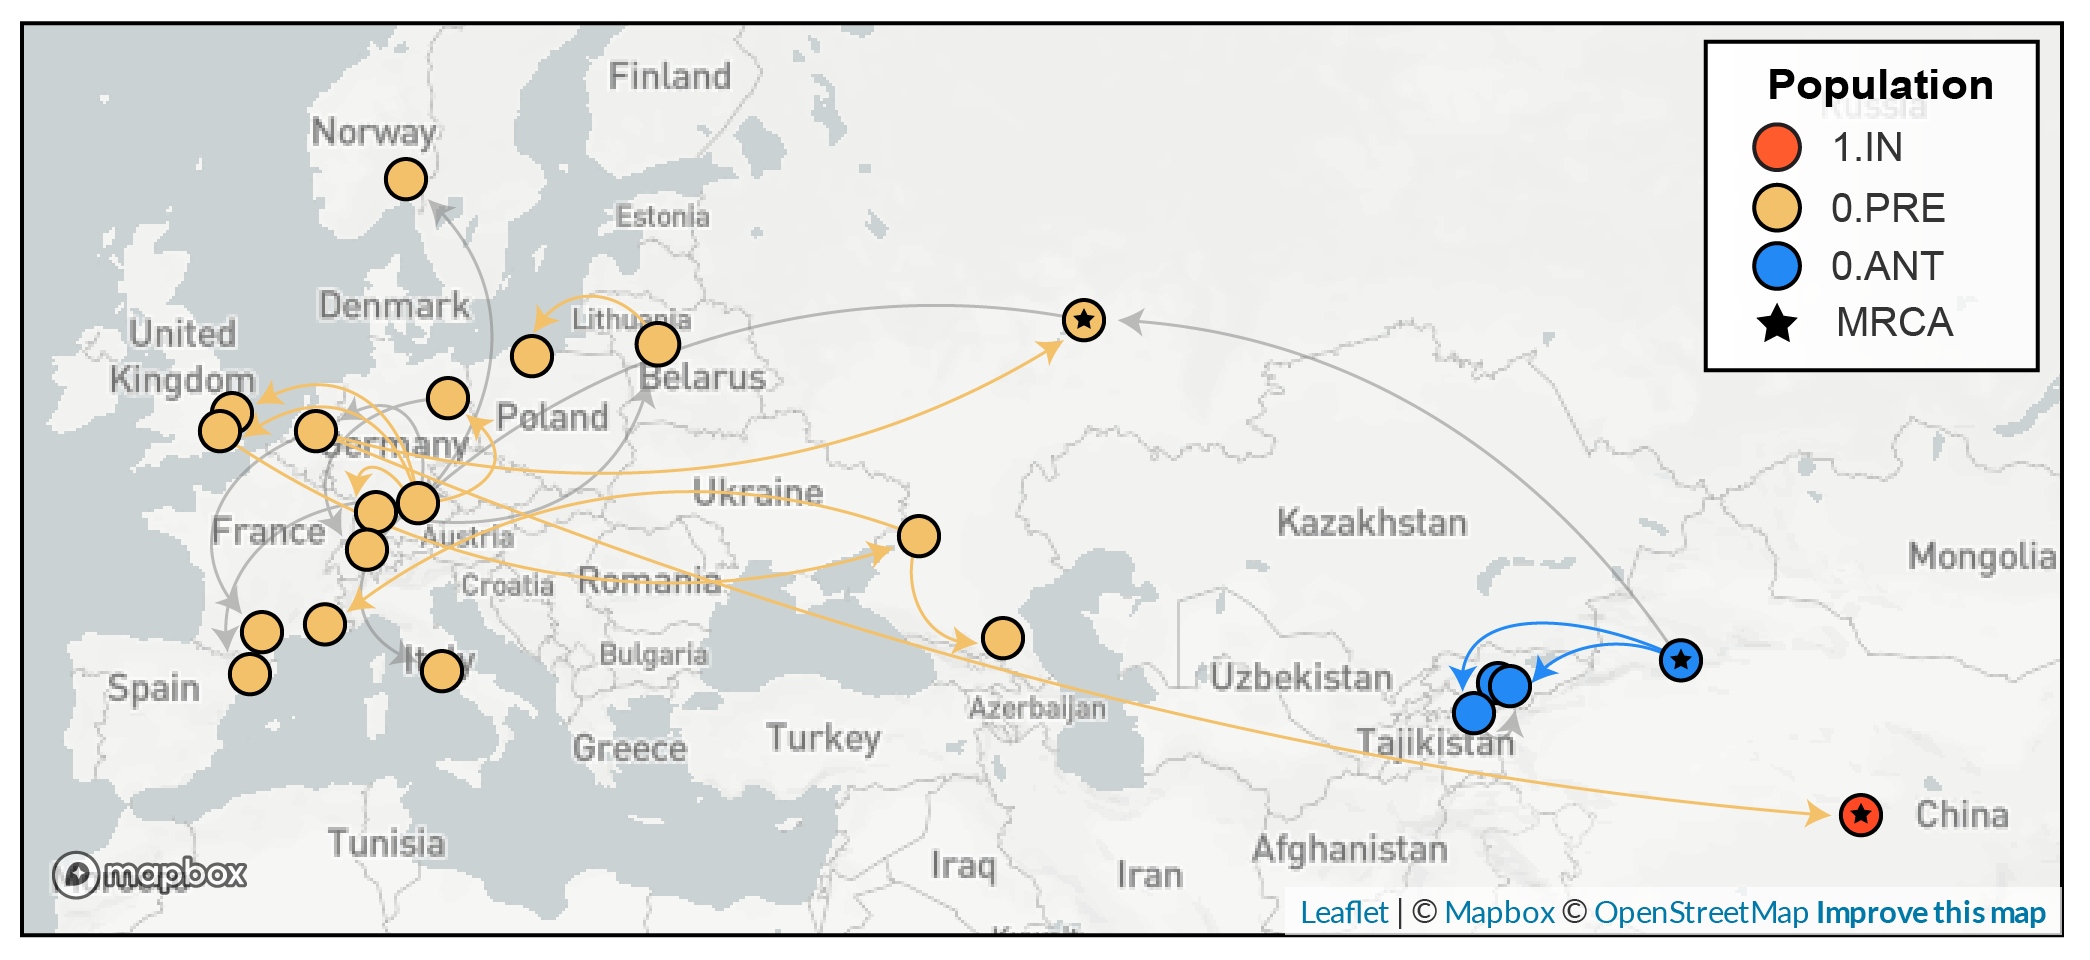 Finland
Population
Russia
Norway
1.IN
0.PRE
Estonia
0.ANT
Denmark
Lithuania
MRCA
United
Kingdom
Belarus
Poland
Germany
Ukraine
France
Austria
Kazakhstan
Mongolia
Croatia
Romania
Bulgaria
Italy
Spain
Uzbekistan
Azerbaijan
Greece
Turkey
Tajikistan
China
Tunisia
Afghanistan
Iraq
Iran
mapbox
Leaflet | © Mapbox © OpenStreetMap Improve this map